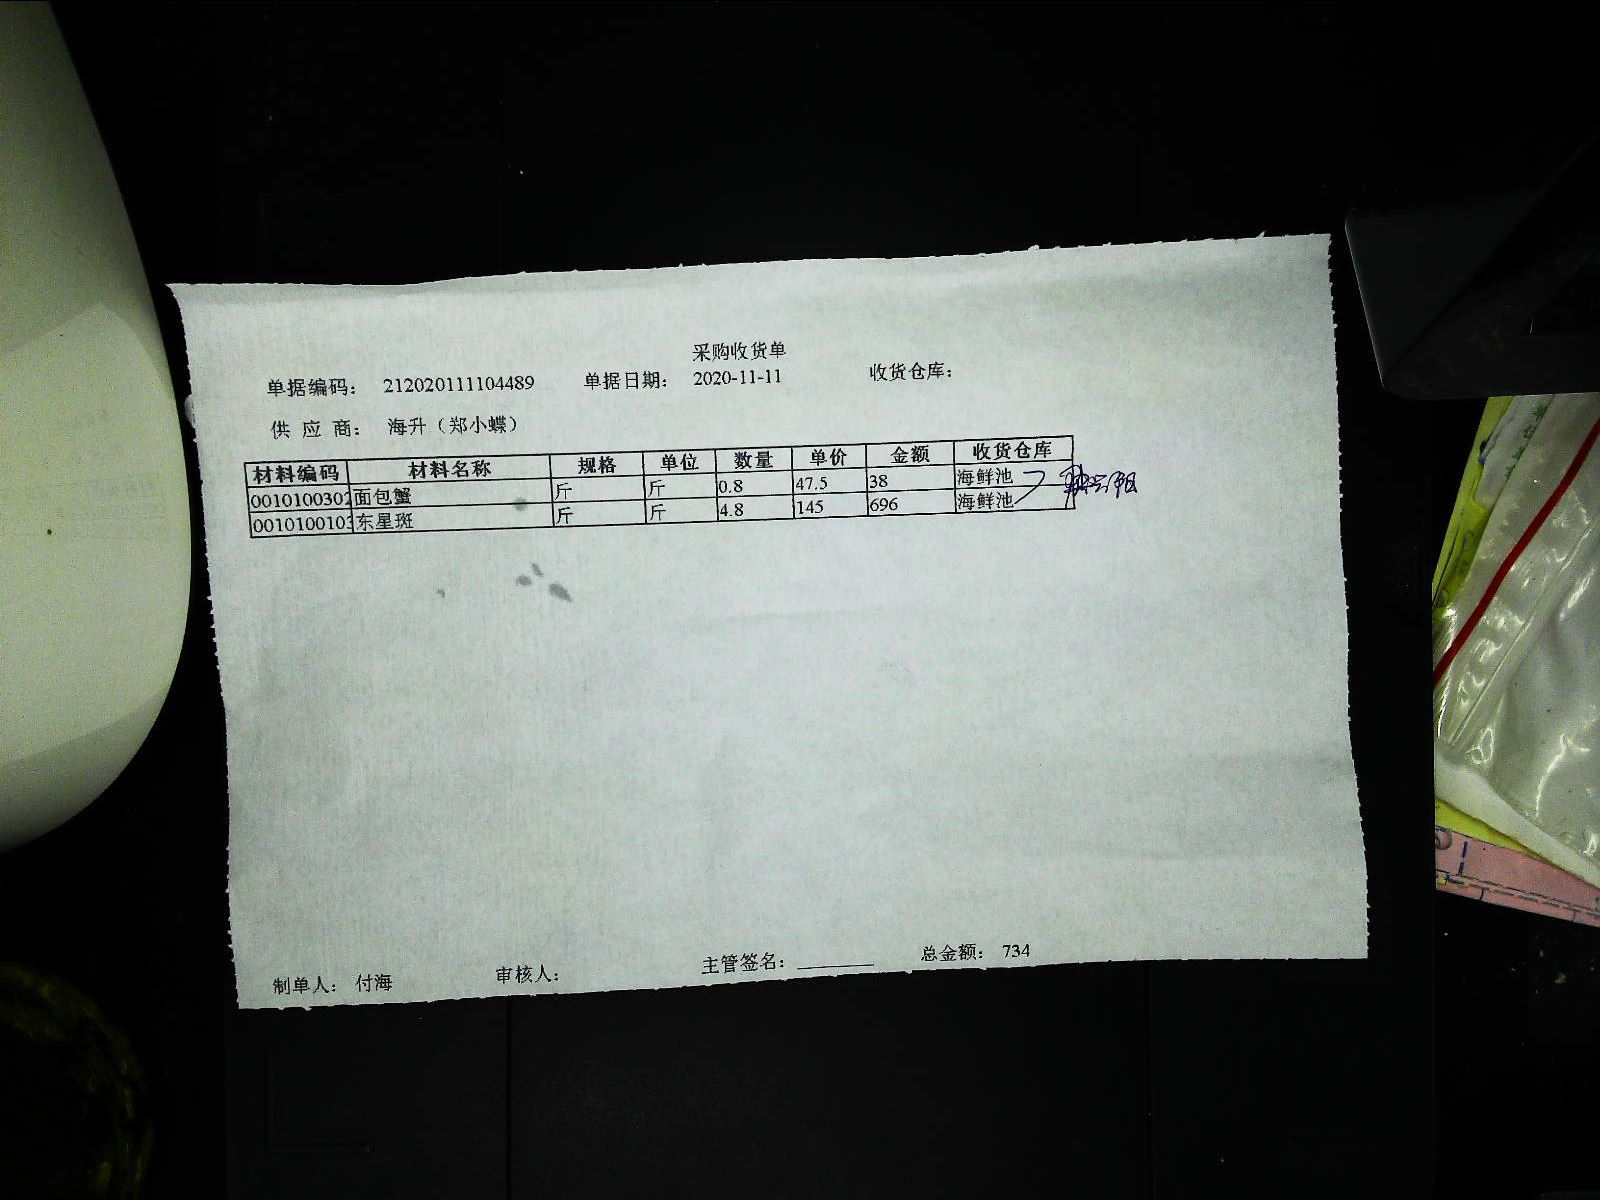 采购收货单
单据编码： 212020111104489 单据日期： 2020-11-11 收货仓库：
供 应 商： 海升（郑小蝶）
材料编码 材料名称 规格 单位 数量 单价 金额 收货仓库
0010100302 面包蟹 斤 斤 0.8 47.5 38 海鲜池
0010100103 东星斑 斤 斤 4.8 145 696 海鲜池
制单人： 付海 审核人： 主管签名： 总金额： 734